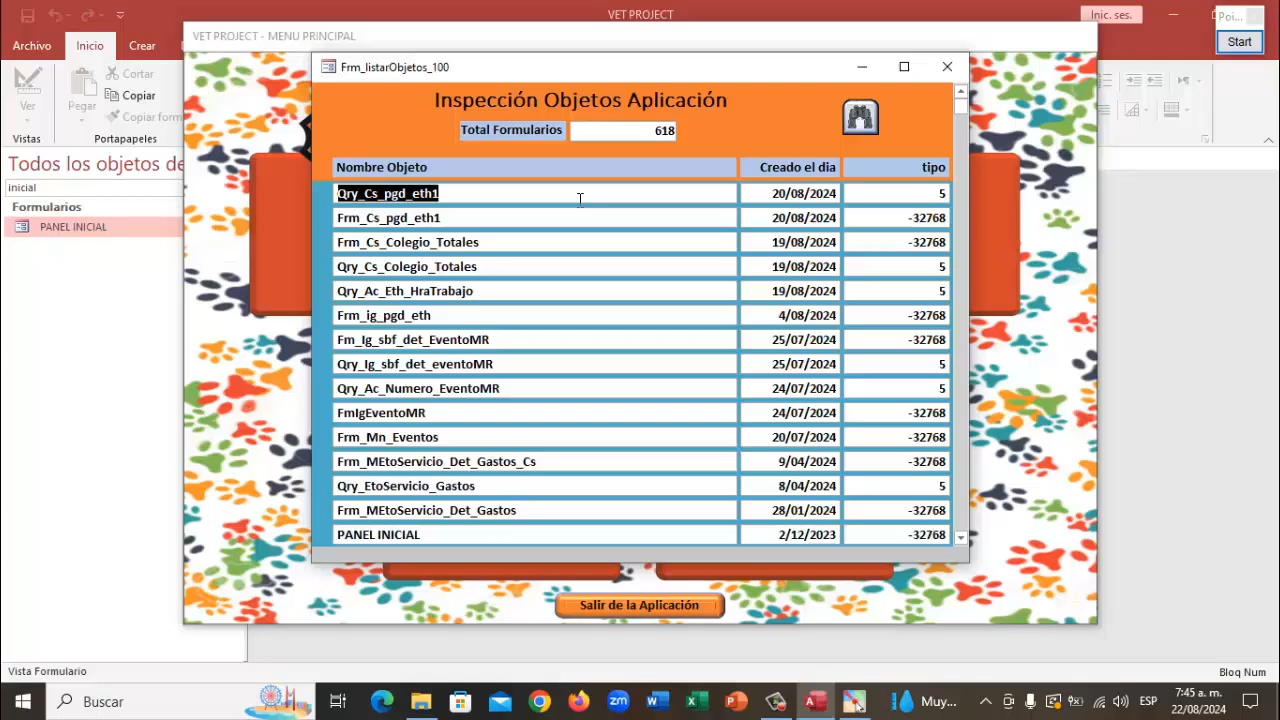 VET PROJECT
Inic. ses.
Poi...
Start
Archivo
Inicio
Crear
VET PROJECT - MENU PRINCIPAL
Ver
Vistas
Pegar
Cortar
Copiar
Copiar form
Portapapeles
Frm_listarObjetos_100
Inspección Objetos Aplicación
Total Formularios 618
Todos los objetos de
inicial
Formularios
PANEL INICIAL
Nombre Objeto Creado el dia tipo
Qry_Cs_pgd_eth1 20/08/2024 5
Frm_Cs_pgd_eth1 20/08/2024 -32768
Frm_Cs_Colegio_Totales 19/08/2024 -32768
Qry_Cs_Colegio_Totales 19/08/2024 5
Qry_Ac_Eth_HraTrabajo 19/08/2024 5
Frm_ig_pgd_eth 4/08/2024 -32768
Fm_Ig_sbf_det_EventoMR 25/07/2024 -32768
Qry_Ig_sbf_det_eventoMR 25/07/2024 5
Qry_Ac_Numero_EventoMR 24/07/2024 5
FmIgEventoMR 24/07/2024 -32768
Frm_Mn_Eventos 20/07/2024 -32768
Frm_MEtoServicio_Det_Gastos_Cs 9/04/2024 -32768
Qry_EtoServicio_Gastos 8/04/2024 5
Frm_MEtoServicio_Det_Gastos 28/01/2024 -32768
PANEL INICIAL 2/12/2023 -32768
Salir de la Aplicación
Vista Formulario
Bloq Num
Buscar
Muy...
ESP
7:45 a. m.
22/08/2024